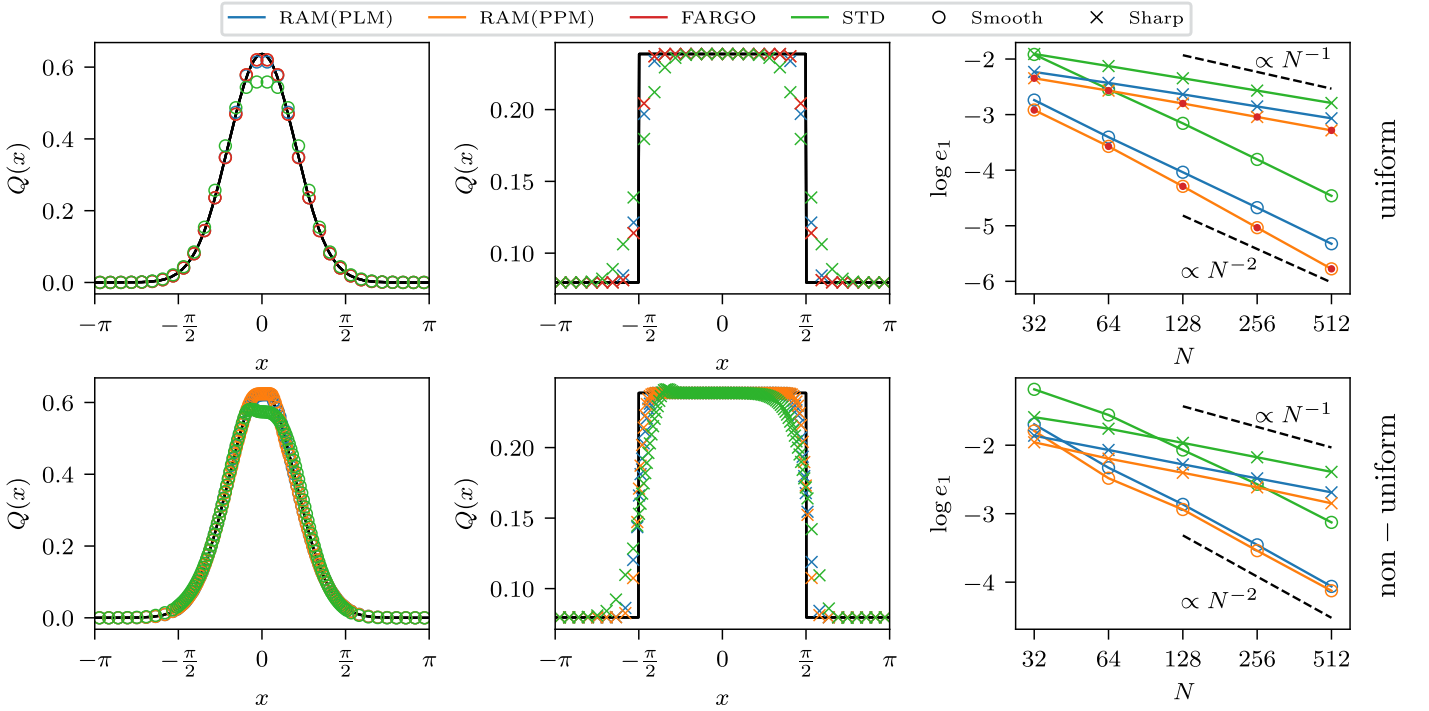 RAM(PLM) RAM(PPM) FARGO STD Smooth Sharp
Q(x)
0.6
0.4
0.2
0.0
−π −π/2 0 π/2 π
x
Q(x)
0.20
0.15
0.10
−π −π/2 0 π/2 π
x
log e₁
−2
−3
−4
−5
−6
∝ N⁻¹
∝ N⁻²
32 64 128 256 512
N
uniform
Q(x)
0.6
0.4
0.2
0.0
−π −π/2 0 π/2 π
x
Q(x)
0.20
0.15
0.10
−π −π/2 0 π/2 π
x
log e₁
−2
−3
−4
∝ N⁻¹
∝ N⁻²
32 64 128 256 512
N
non − uniform